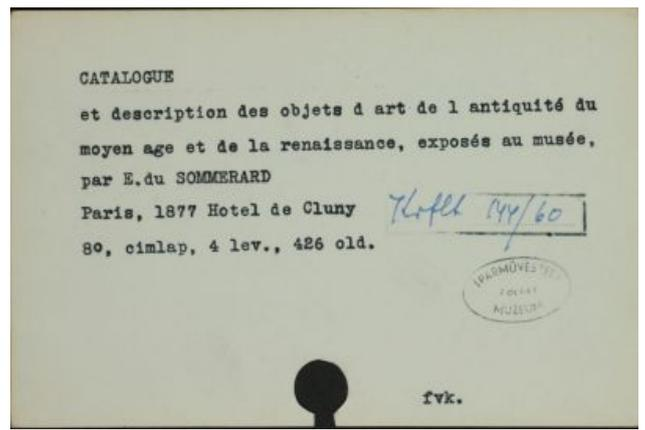 CATALOGUE
et description des objets d art de l antiquité du
moyen age et de la renaissance, exposés au musée,
par E.du SOMMERARD
Paris, 1877 Hotel de Cluny
144/60
8o, cimlap, 4 lev., 426 old.
IPARMŰVÉSZETI
MUZEUM
fvk.